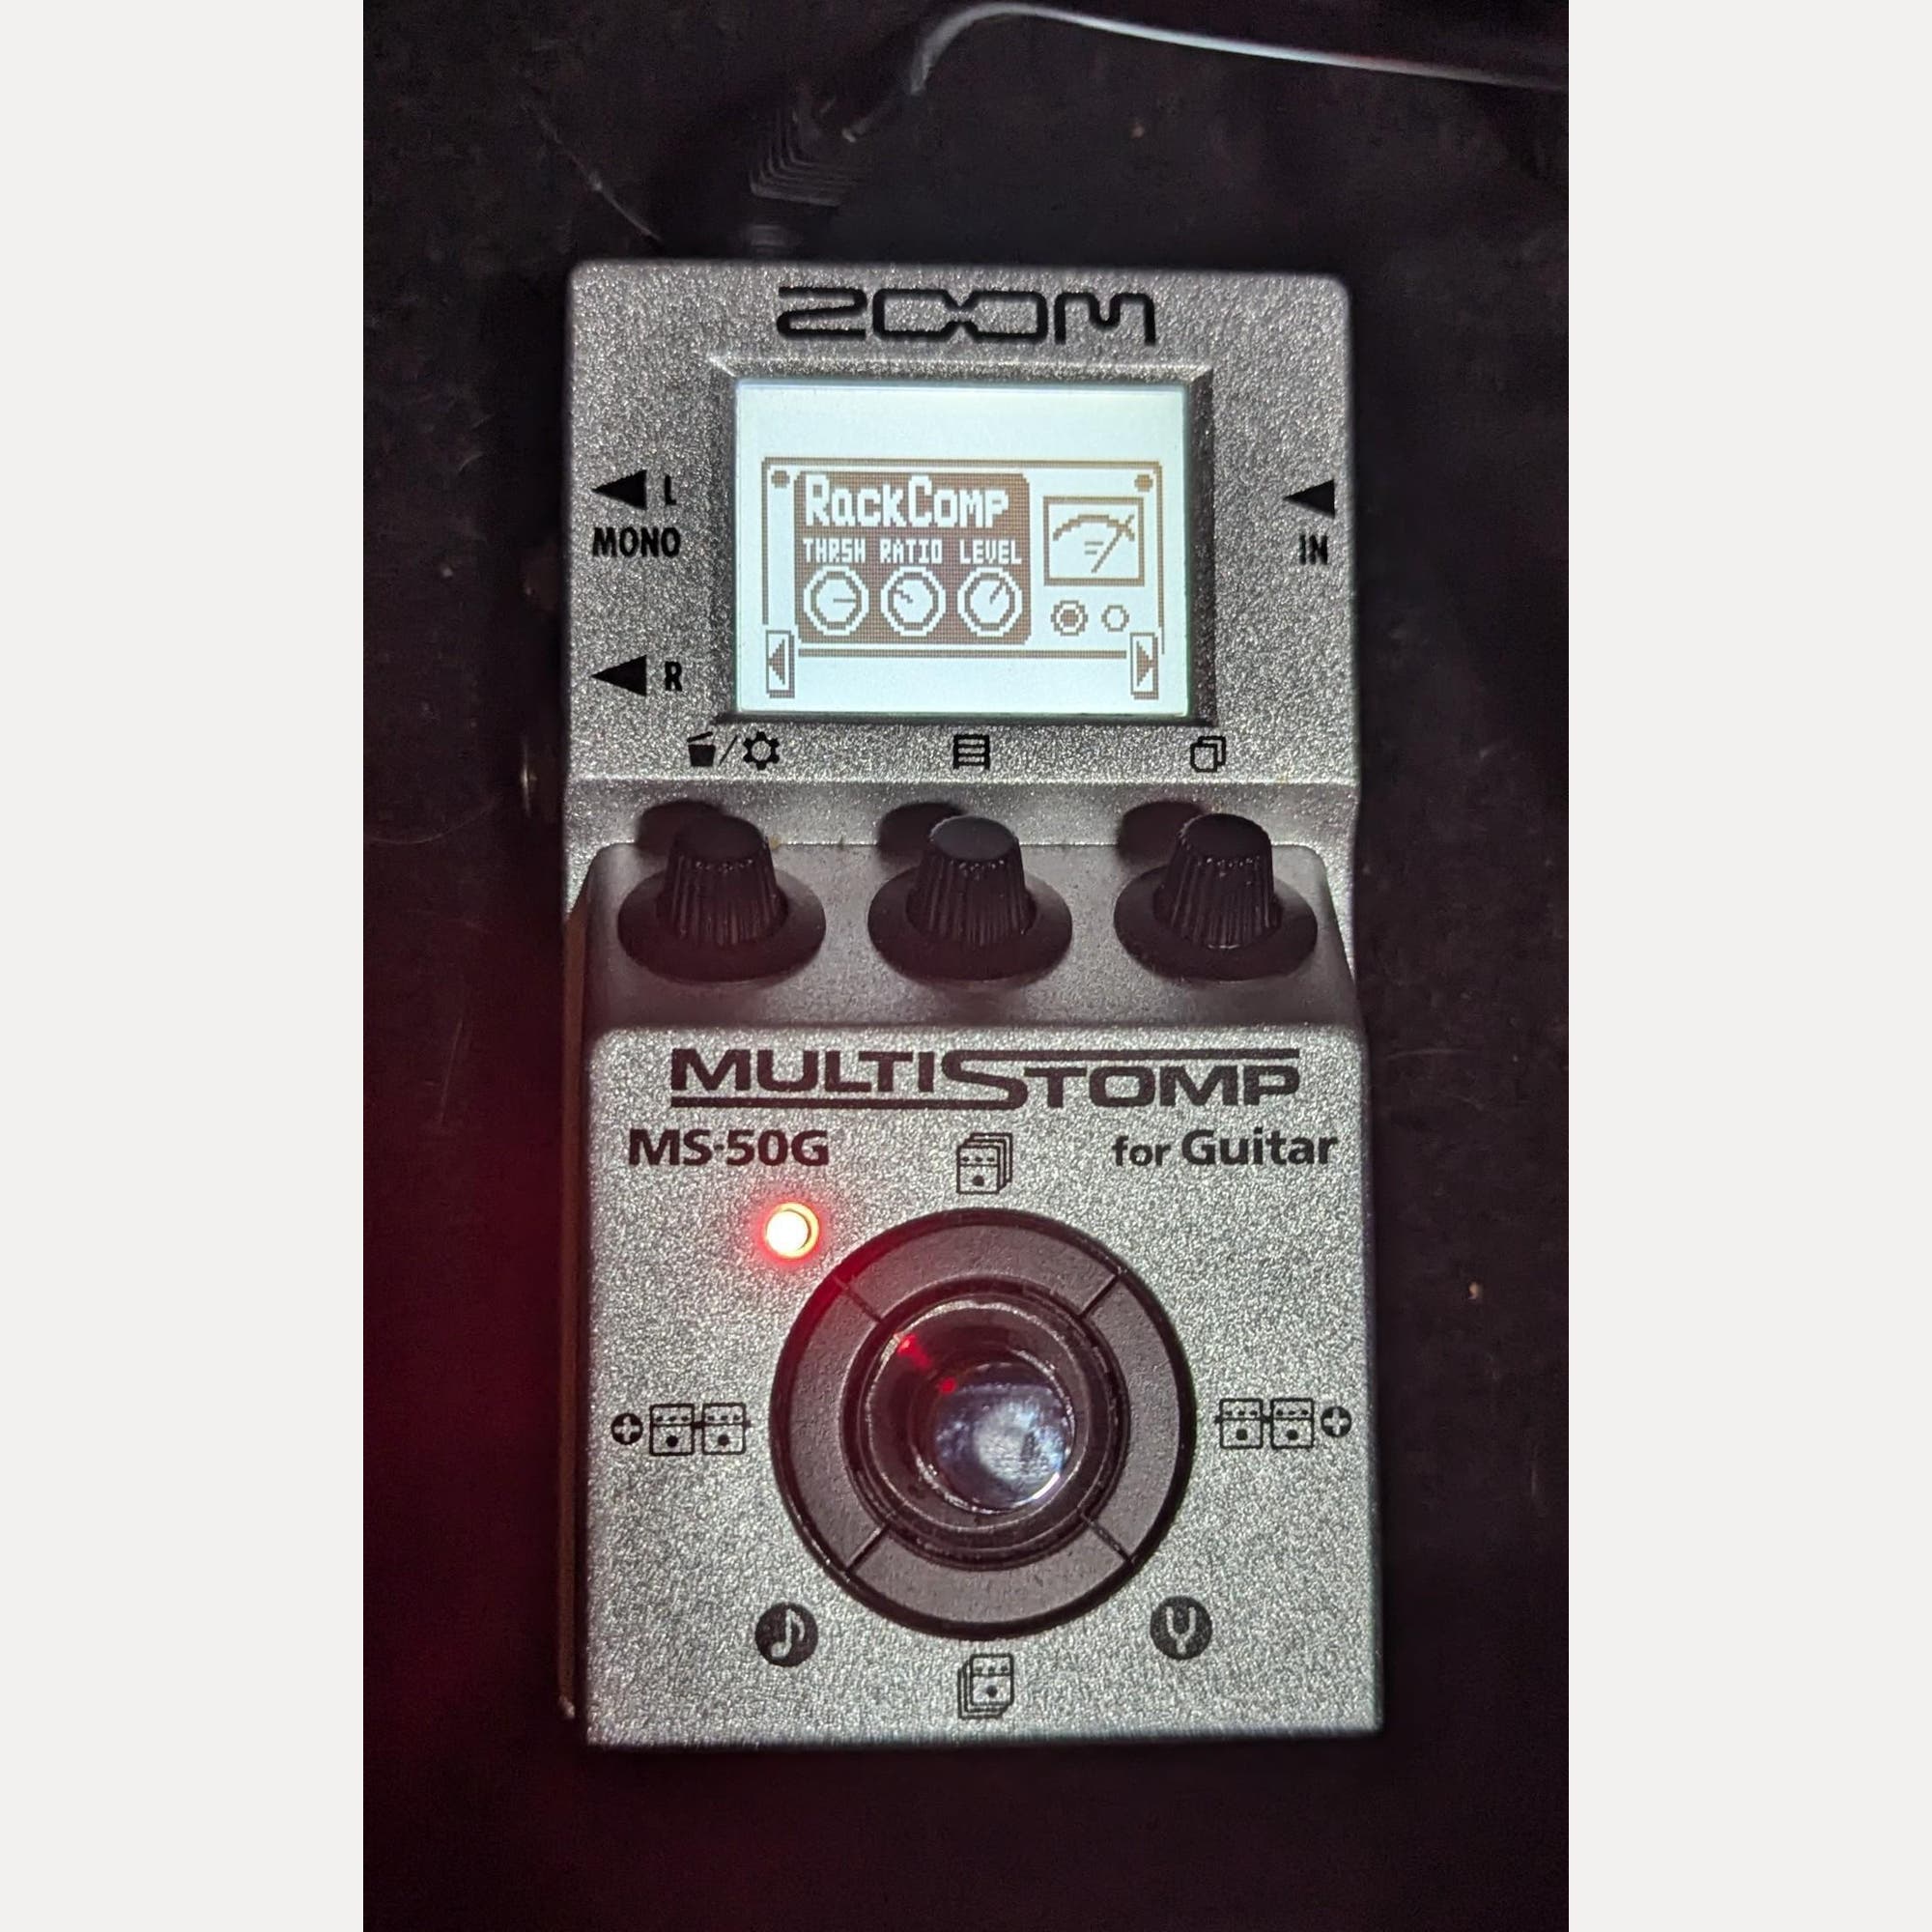 ZOOM
RackComp
THRSH RATIO LEVEL
L
MONO
IN
R
MULTISTOMP
MS-50G
for Guitar